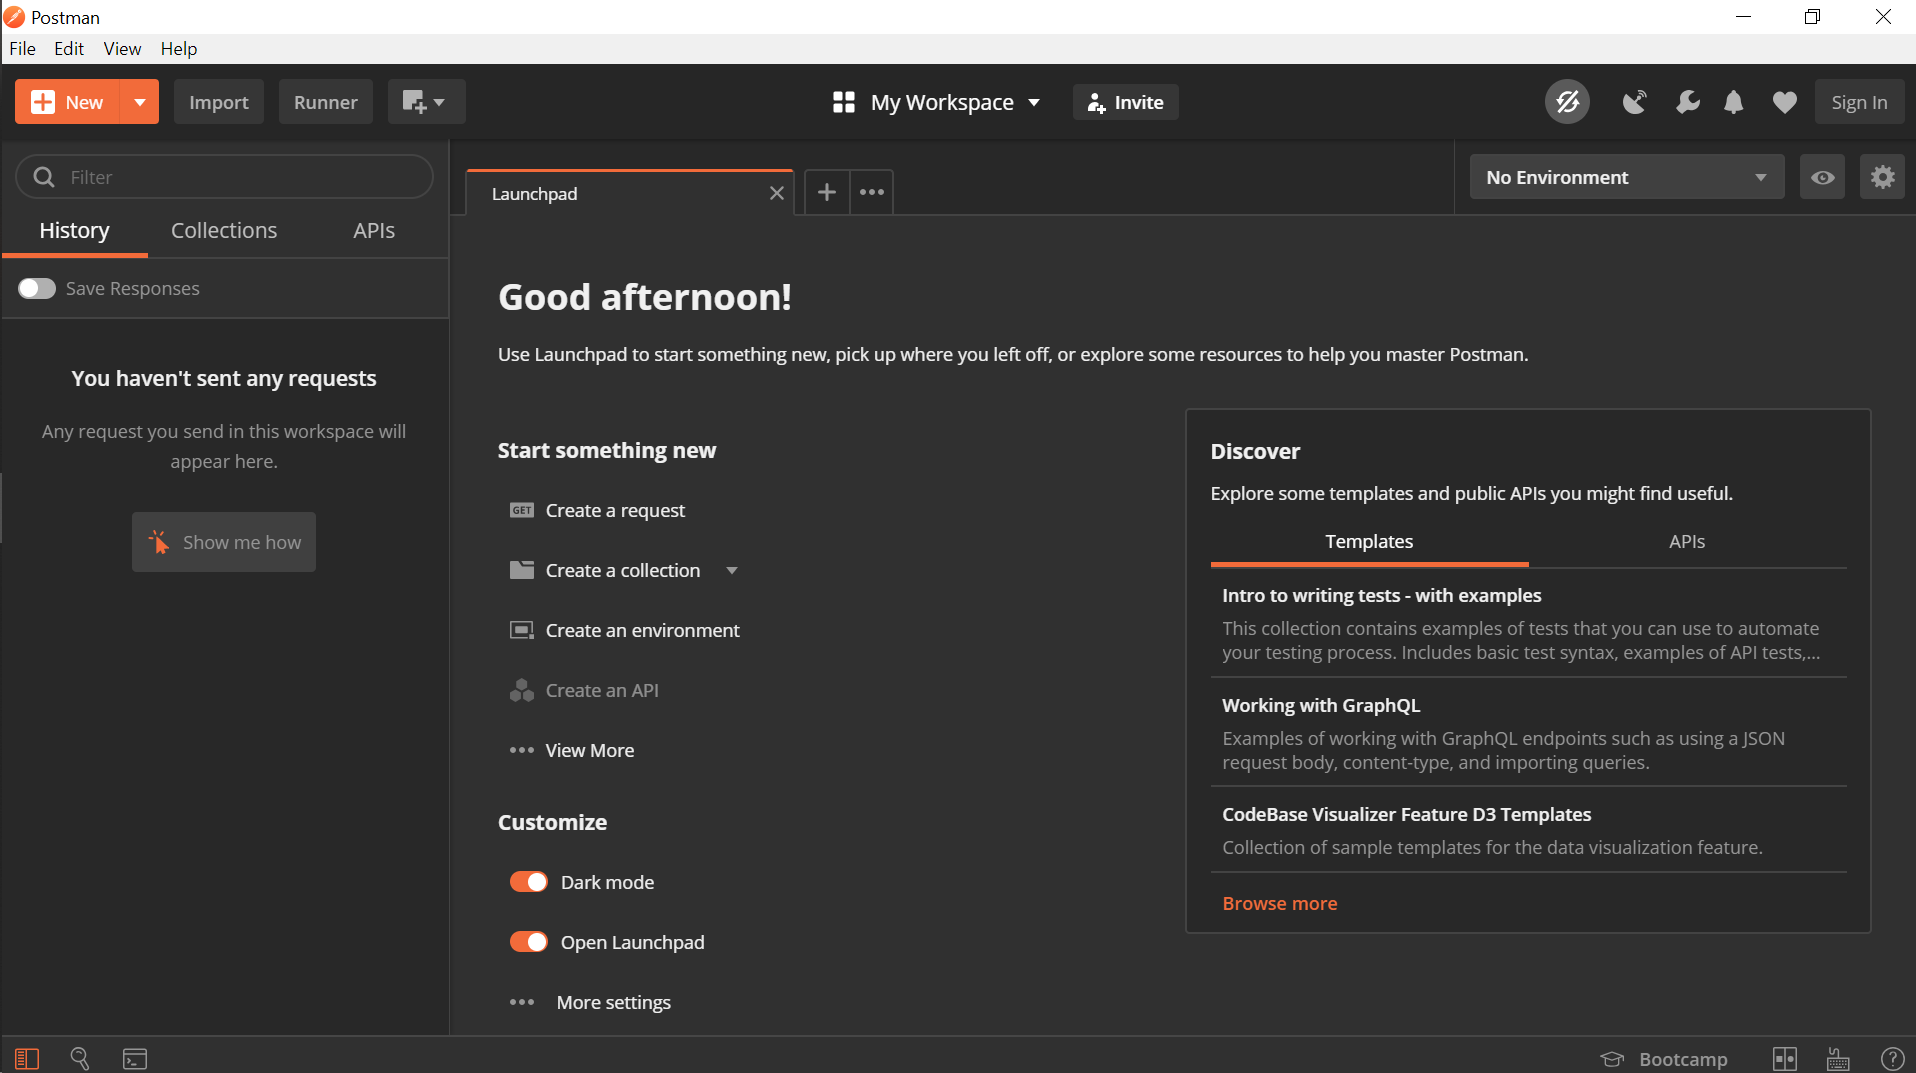 Postman
File Edit View Help
New Import Runner My Workspace Invite Sign In
Filter
History Collections APIs
Save Responses
You haven't sent any requests
Any request you send in this workspace will
appear here.
Show me how
Launchpad
No Environment
Good afternoon!
Use Launchpad to start something new, pick up where you left off, or explore some resources to help you master Postman.
Start something new
GET Create a request
Create a collection
Create an environment
Create an API
View More
Customize
Dark mode
Open Launchpad
More settings
Discover
Explore some templates and public APIs you might find useful.
Templates APIs
Intro to writing tests - with examples
This collection contains examples of tests that you can use to automate
your testing process. Includes basic test syntax, examples of API tests,...
Working with GraphQL
Examples of working with GraphQL endpoints such as using a JSON
request body, content-type, and importing queries.
CodeBase Visualizer Feature D3 Templates
Collection of sample templates for the data visualization feature.
Browse more
Bootcamp